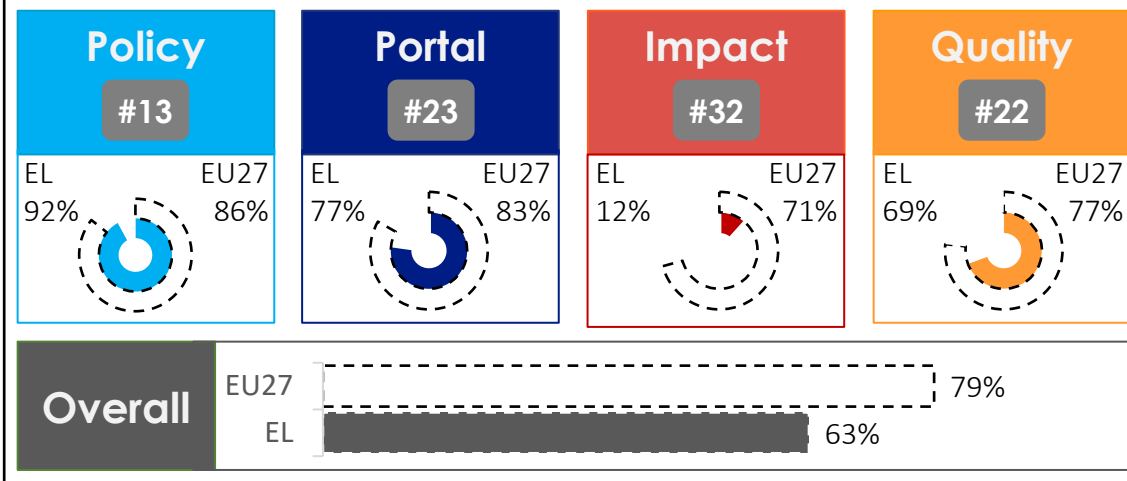 Policy
#13
EL EU27
92% 86%
Portal
#23
EL EU27
77% 83%
Impact
#32
EL EU27
12% 71%
Quality
#22
EL EU27
69% 77%
Overall
EU27 79%
EL 63%